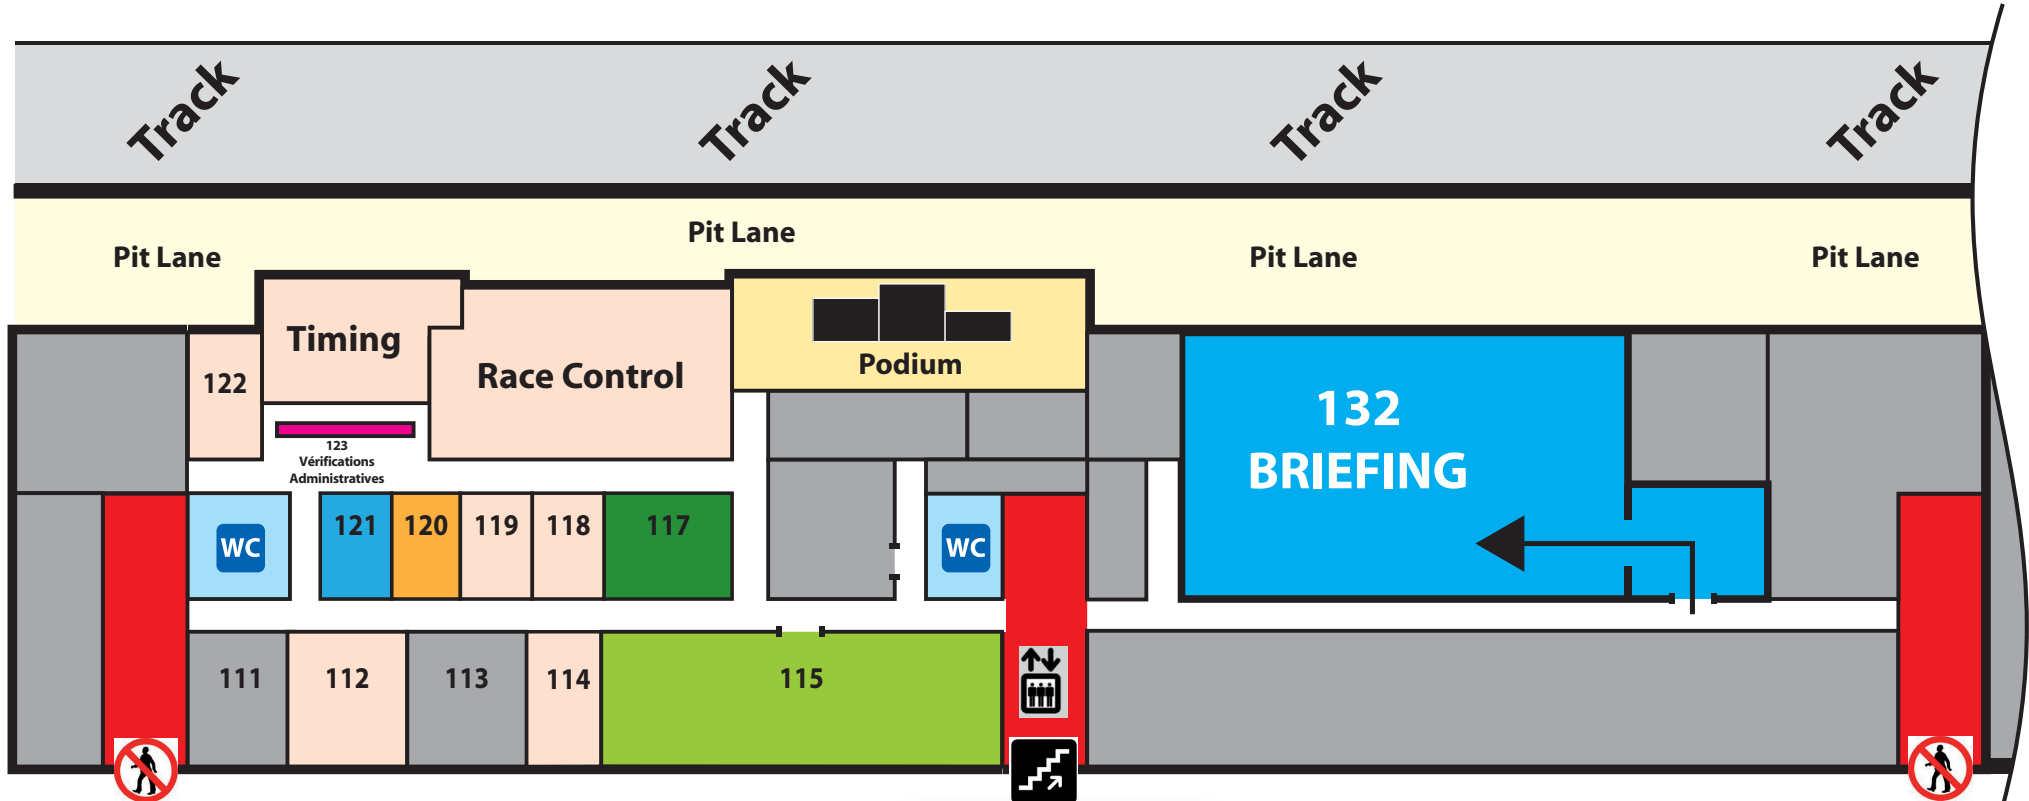 Track
Track
Track
Track
Pit Lane
Pit Lane
Pit Lane
Pit Lane
Timing
Race Control
Podium
122
123
Vérifications
Administratives
132
BRIEFING
WC
121
120
119
118
117
WC
111
112
113
114
115